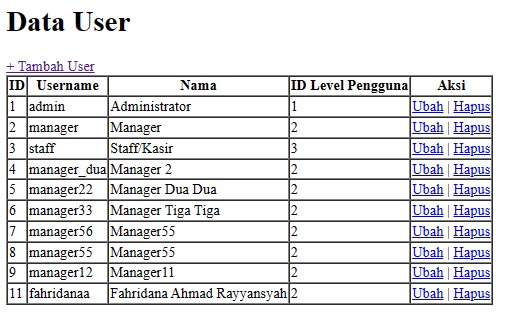 Data User
+ Tambah User
ID Username Nama ID Level Pengguna Aksi
1 admin Administrator 1 Ubah | Hapus
2 manager Manager 2 Ubah | Hapus
3 staff Staff/Kasir 3 Ubah | Hapus
4 manager_dua Manager 2 2 Ubah | Hapus
5 manager22 Manager Dua Dua 2 Ubah | Hapus
6 manager33 Manager Tiga Tiga 2 Ubah | Hapus
7 manager56 Manager55 2 Ubah | Hapus
8 manager55 Manager55 2 Ubah | Hapus
9 manager12 Manager11 2 Ubah | Hapus
11 fahridanaa Fahridana Ahmad Rayyansyah 2 Ubah | Hapus